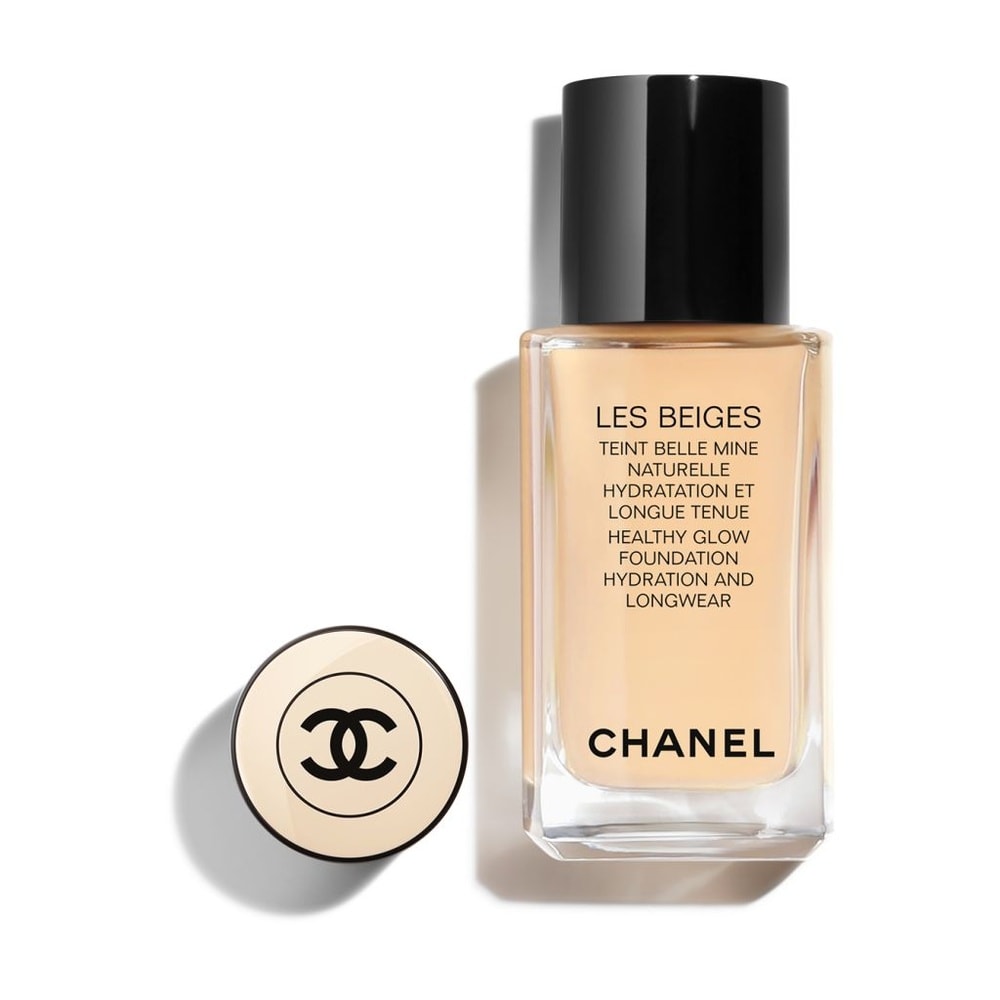 LES BEIGES
TEINT BELLE MINE
NATURELLE
HYDRATATION ET
LONGUE TENUE
HEALTHY GLOW
FOUNDATION
HYDRATION AND
LONGWEAR
CHANEL